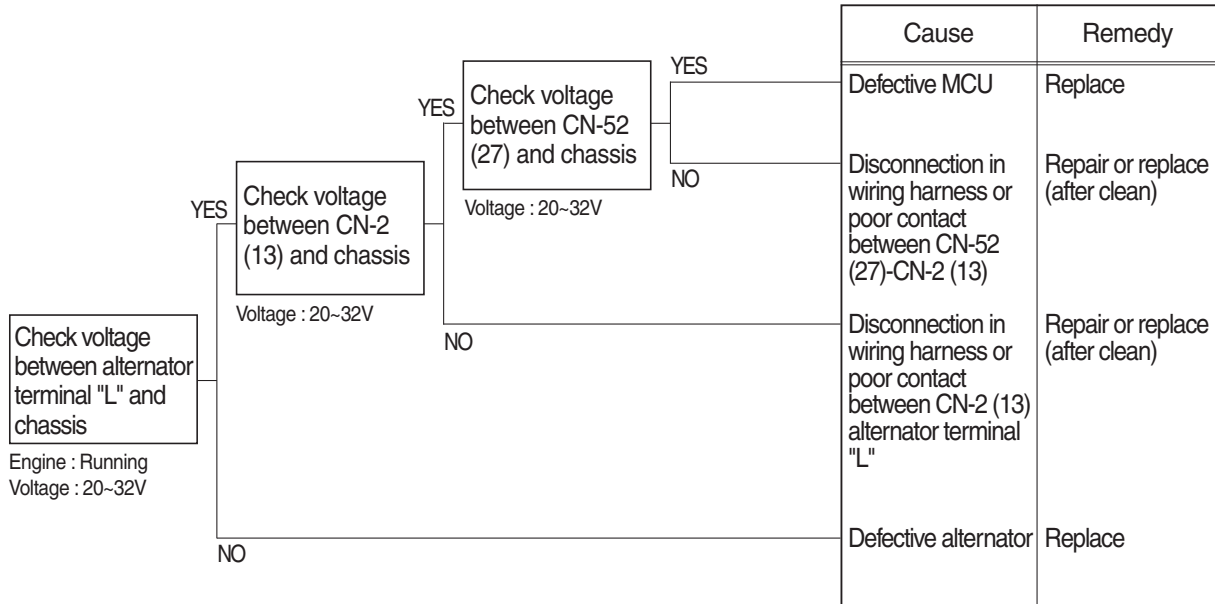 Cause
Remedy
YES
Defective MCU
Replace
Check voltage
between CN-52
(27) and chassis
YES
NO
Voltage : 20~32V
Disconnection in
wiring harness or
poor contact
between CN-52
(27)-CN-2 (13)
Repair or replace
(after clean)
Check voltage
between CN-2
(13) and chassis
YES
Voltage : 20~32V
NO
Disconnection in
wiring harness or
poor contact
between CN-2 (13)
alternator terminal
"L"
Repair or replace
(after clean)
Check voltage
between alternator
terminal "L" and
chassis
Engine : Running
Voltage : 20~32V
NO
Defective alternator
Replace